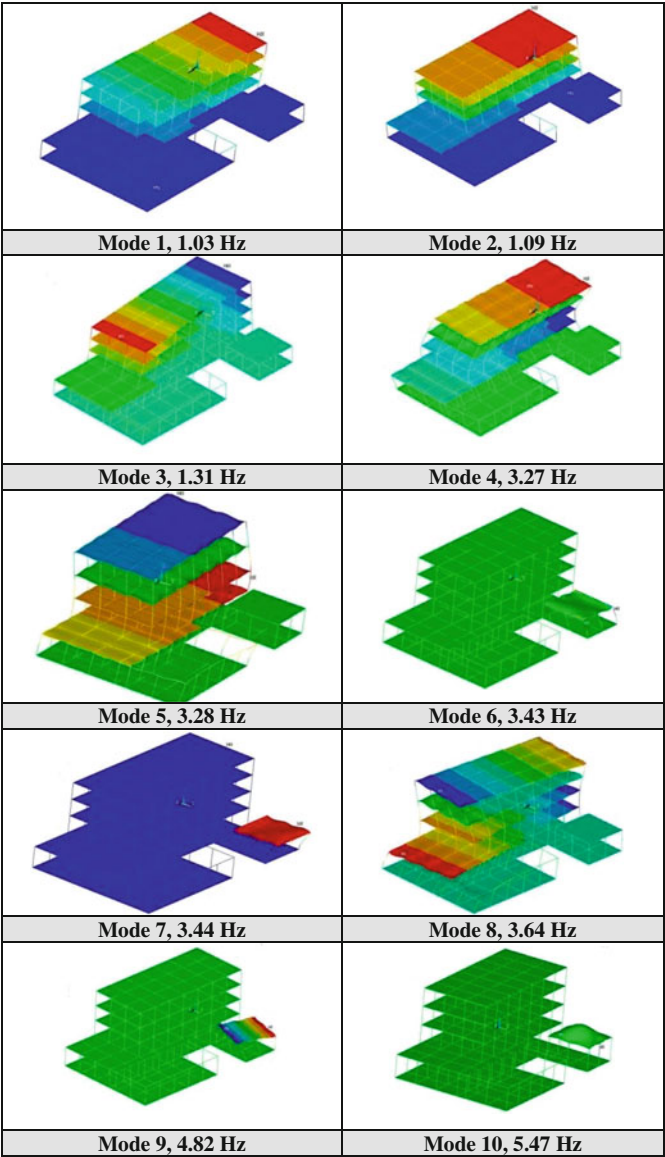 Mode 1, 1.03 Hz
Mode 2, 1.09 Hz
Mode 3, 1.31 Hz
Mode 4, 3.27 Hz
Mode 5, 3.28 Hz
Mode 6, 3.43 Hz
Mode 7, 3.44 Hz
Mode 8, 3.64 Hz
Mode 9, 4.82 Hz
Mode 10, 5.47 Hz